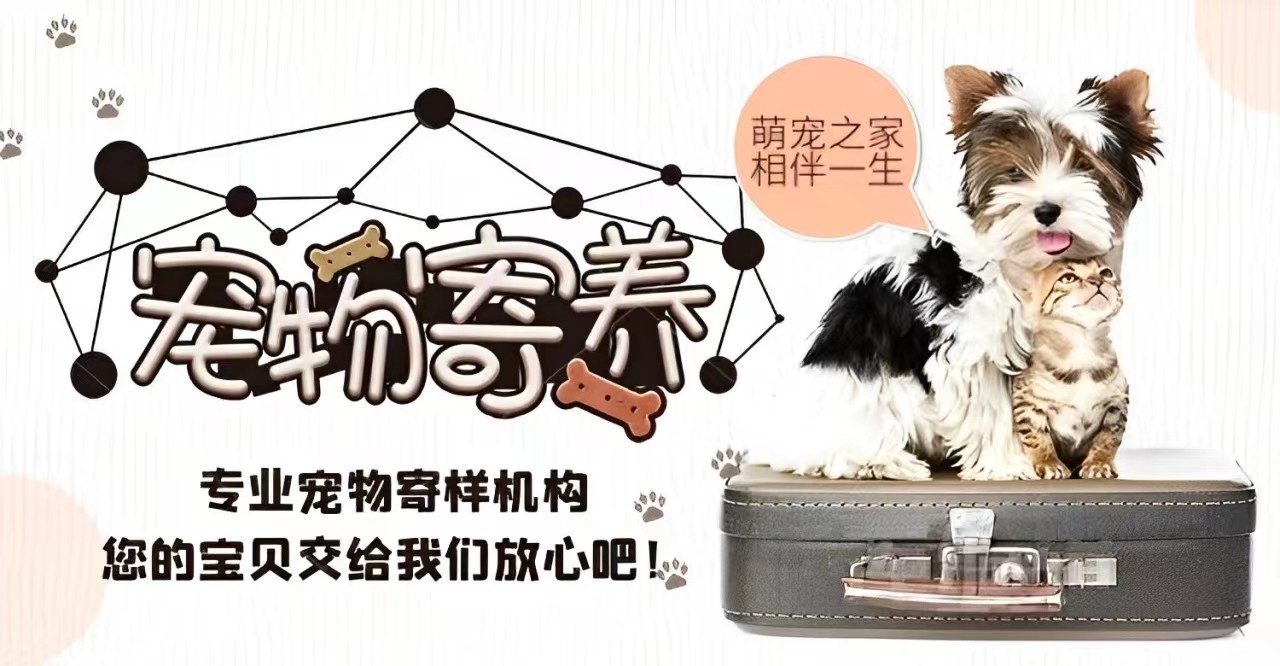 萌宠之家
相伴一生
宠物寄养
专业宠物寄样机构
您的宝贝交给我们放心吧!